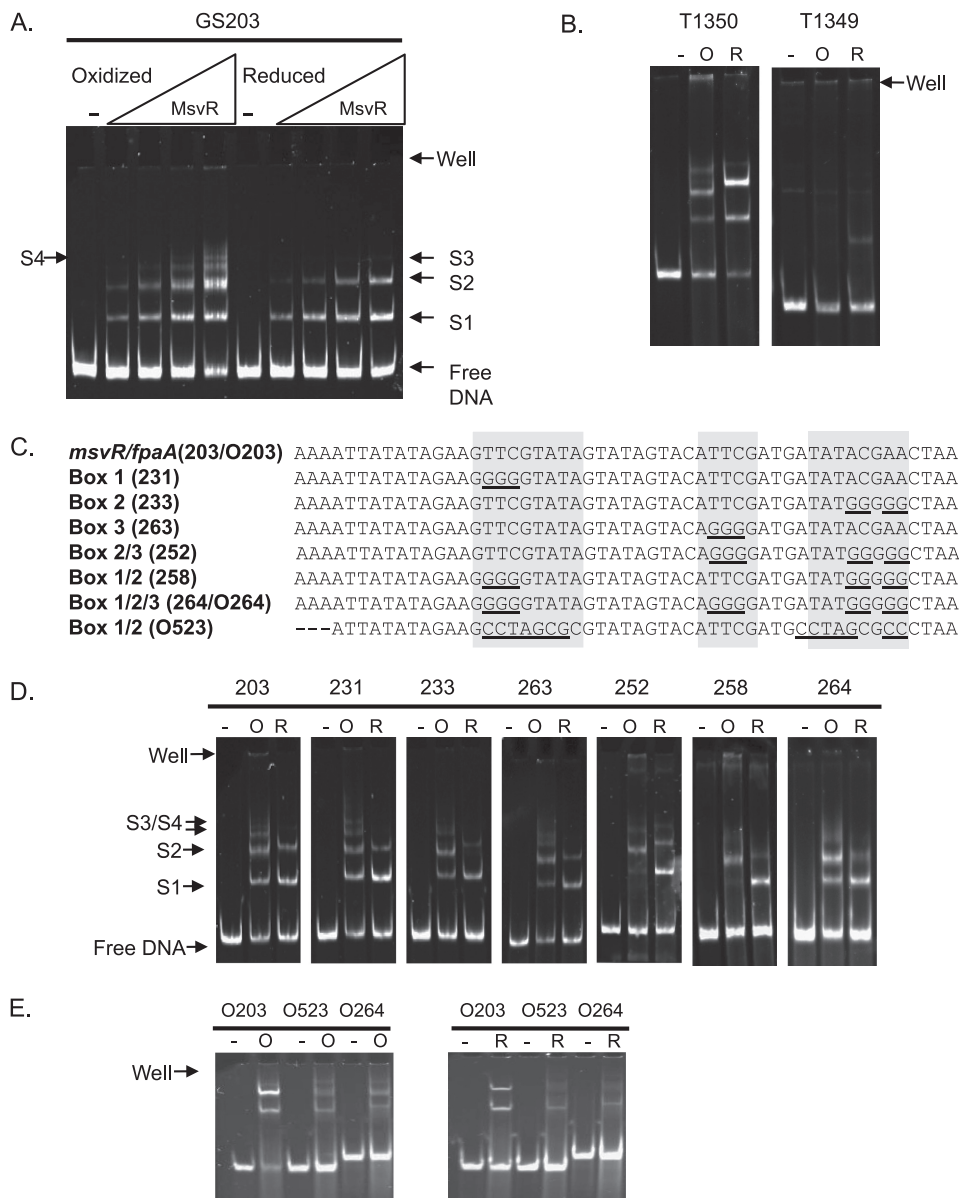 A.
GS203
Oxidized
Reduced
MsvR
MsvR
-
-
Well
S4
S3
S2
S1
Free
DNA
B.
T1350
T1349
- O R
- O R
Well
C.
msvR/fpaA(203/O203) AAAATTATATAGAAGTTCGTATAGTATAGTACATTCGATGATATACGAACTAA
Box 1 (231) AAAATTATATAGAAGGGGGTATAGTATAGTACATTCGATGATATACGAACTAA
Box 2 (233) AAAATTATATAGAAGTTCGTATAGTATAGTACATTCGATGATATGGGGGCTAA
Box 3 (263) AAAATTATATAGAAGTTCGTATAGTATAGTACAGGGGATGATATACGAACTAA
Box 2/3 (252) AAAATTATATAGAAGTTCGTATAGTATAGTACAGGGGATGATATGGGGGCTAA
Box 1/2 (258) AAAATTATATAGAAGGGGGTATAGTATAGTACATTCGATGATATGGGGGCTAA
Box 1/2/3 (264/O264) AAAATTATATAGAAGGGGGTATAGTATAGTACAGGGGATGATATGGGGGCTAA
Box 1/2 (O523) ---ATTATATAGAAGCCTAGCGCGTATAGTACATTCGATGCCTAGCGCCCTAA
D.
203 231 233 263 252 258 264
- O R - O R - O R - O R - O R - O R - O R
Well
S3/S4
S2
S1
Free DNA
E.
O203 O523 O264
- O - O - O
Well
O203 O523 O264
- R - R - R